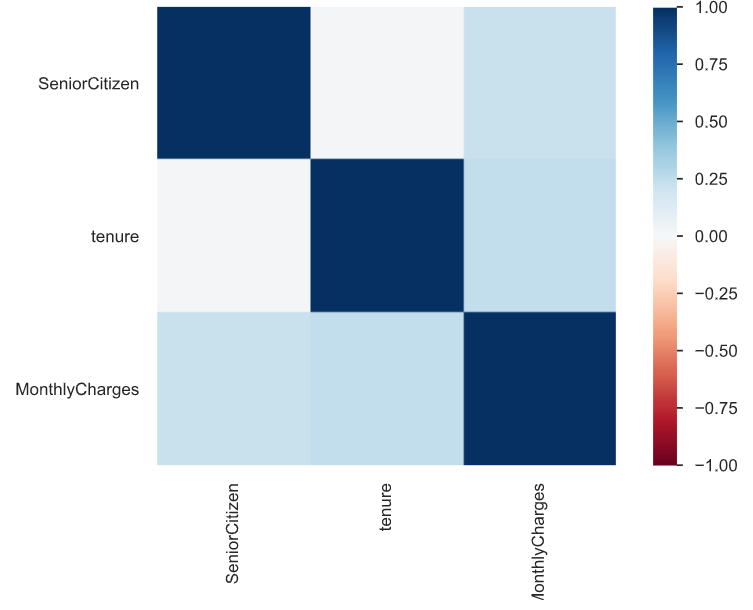 SeniorCitizen
tenure
MonthlyCharges
SeniorCitizen
tenure
MonthlyCharges
1.00
0.75
0.50
0.25
0.00
−0.25
−0.50
−0.75
−1.00